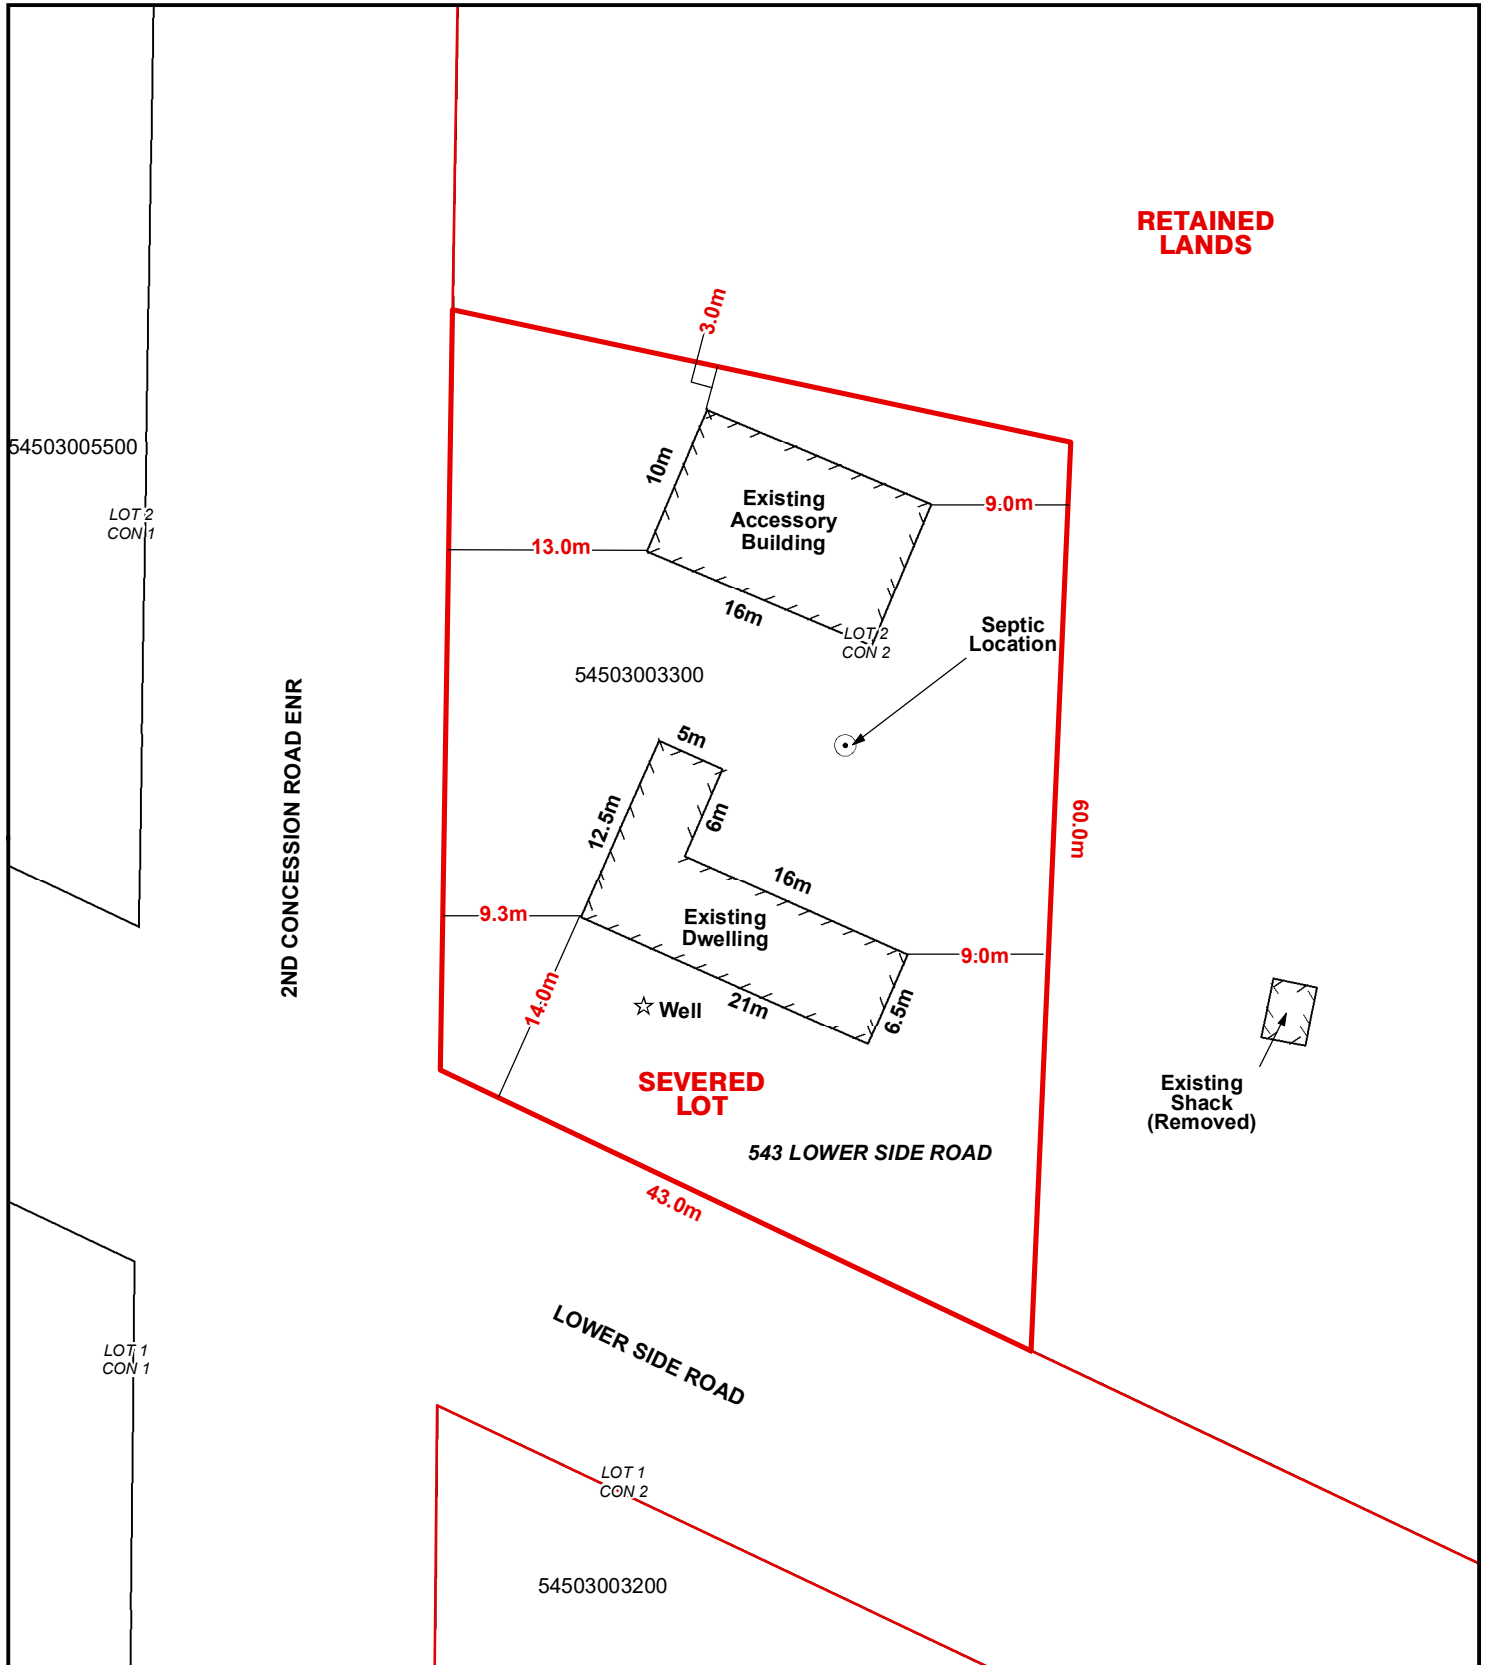 RETAINED
LANDS
3.0m
54503005500
LOT 2
CON 1
10m
Existing
Accessory
Building
9.0m
13.0m
16m
LOT 2
CON 2
Septic
Location
54503003300
2ND CONCESSION ROAD ENR
5m
12.5m
6m
60.0m
16m
9.3m
Existing
Dwelling
9.0m
14.0m
Well
21m
6.5m
SEVERED
LOT
Existing
Shack
(Removed)
543 LOWER SIDE ROAD
43.0m
LOWER SIDE ROAD
LOT 1
CON 1
LOT 1
CON 2
54503003200